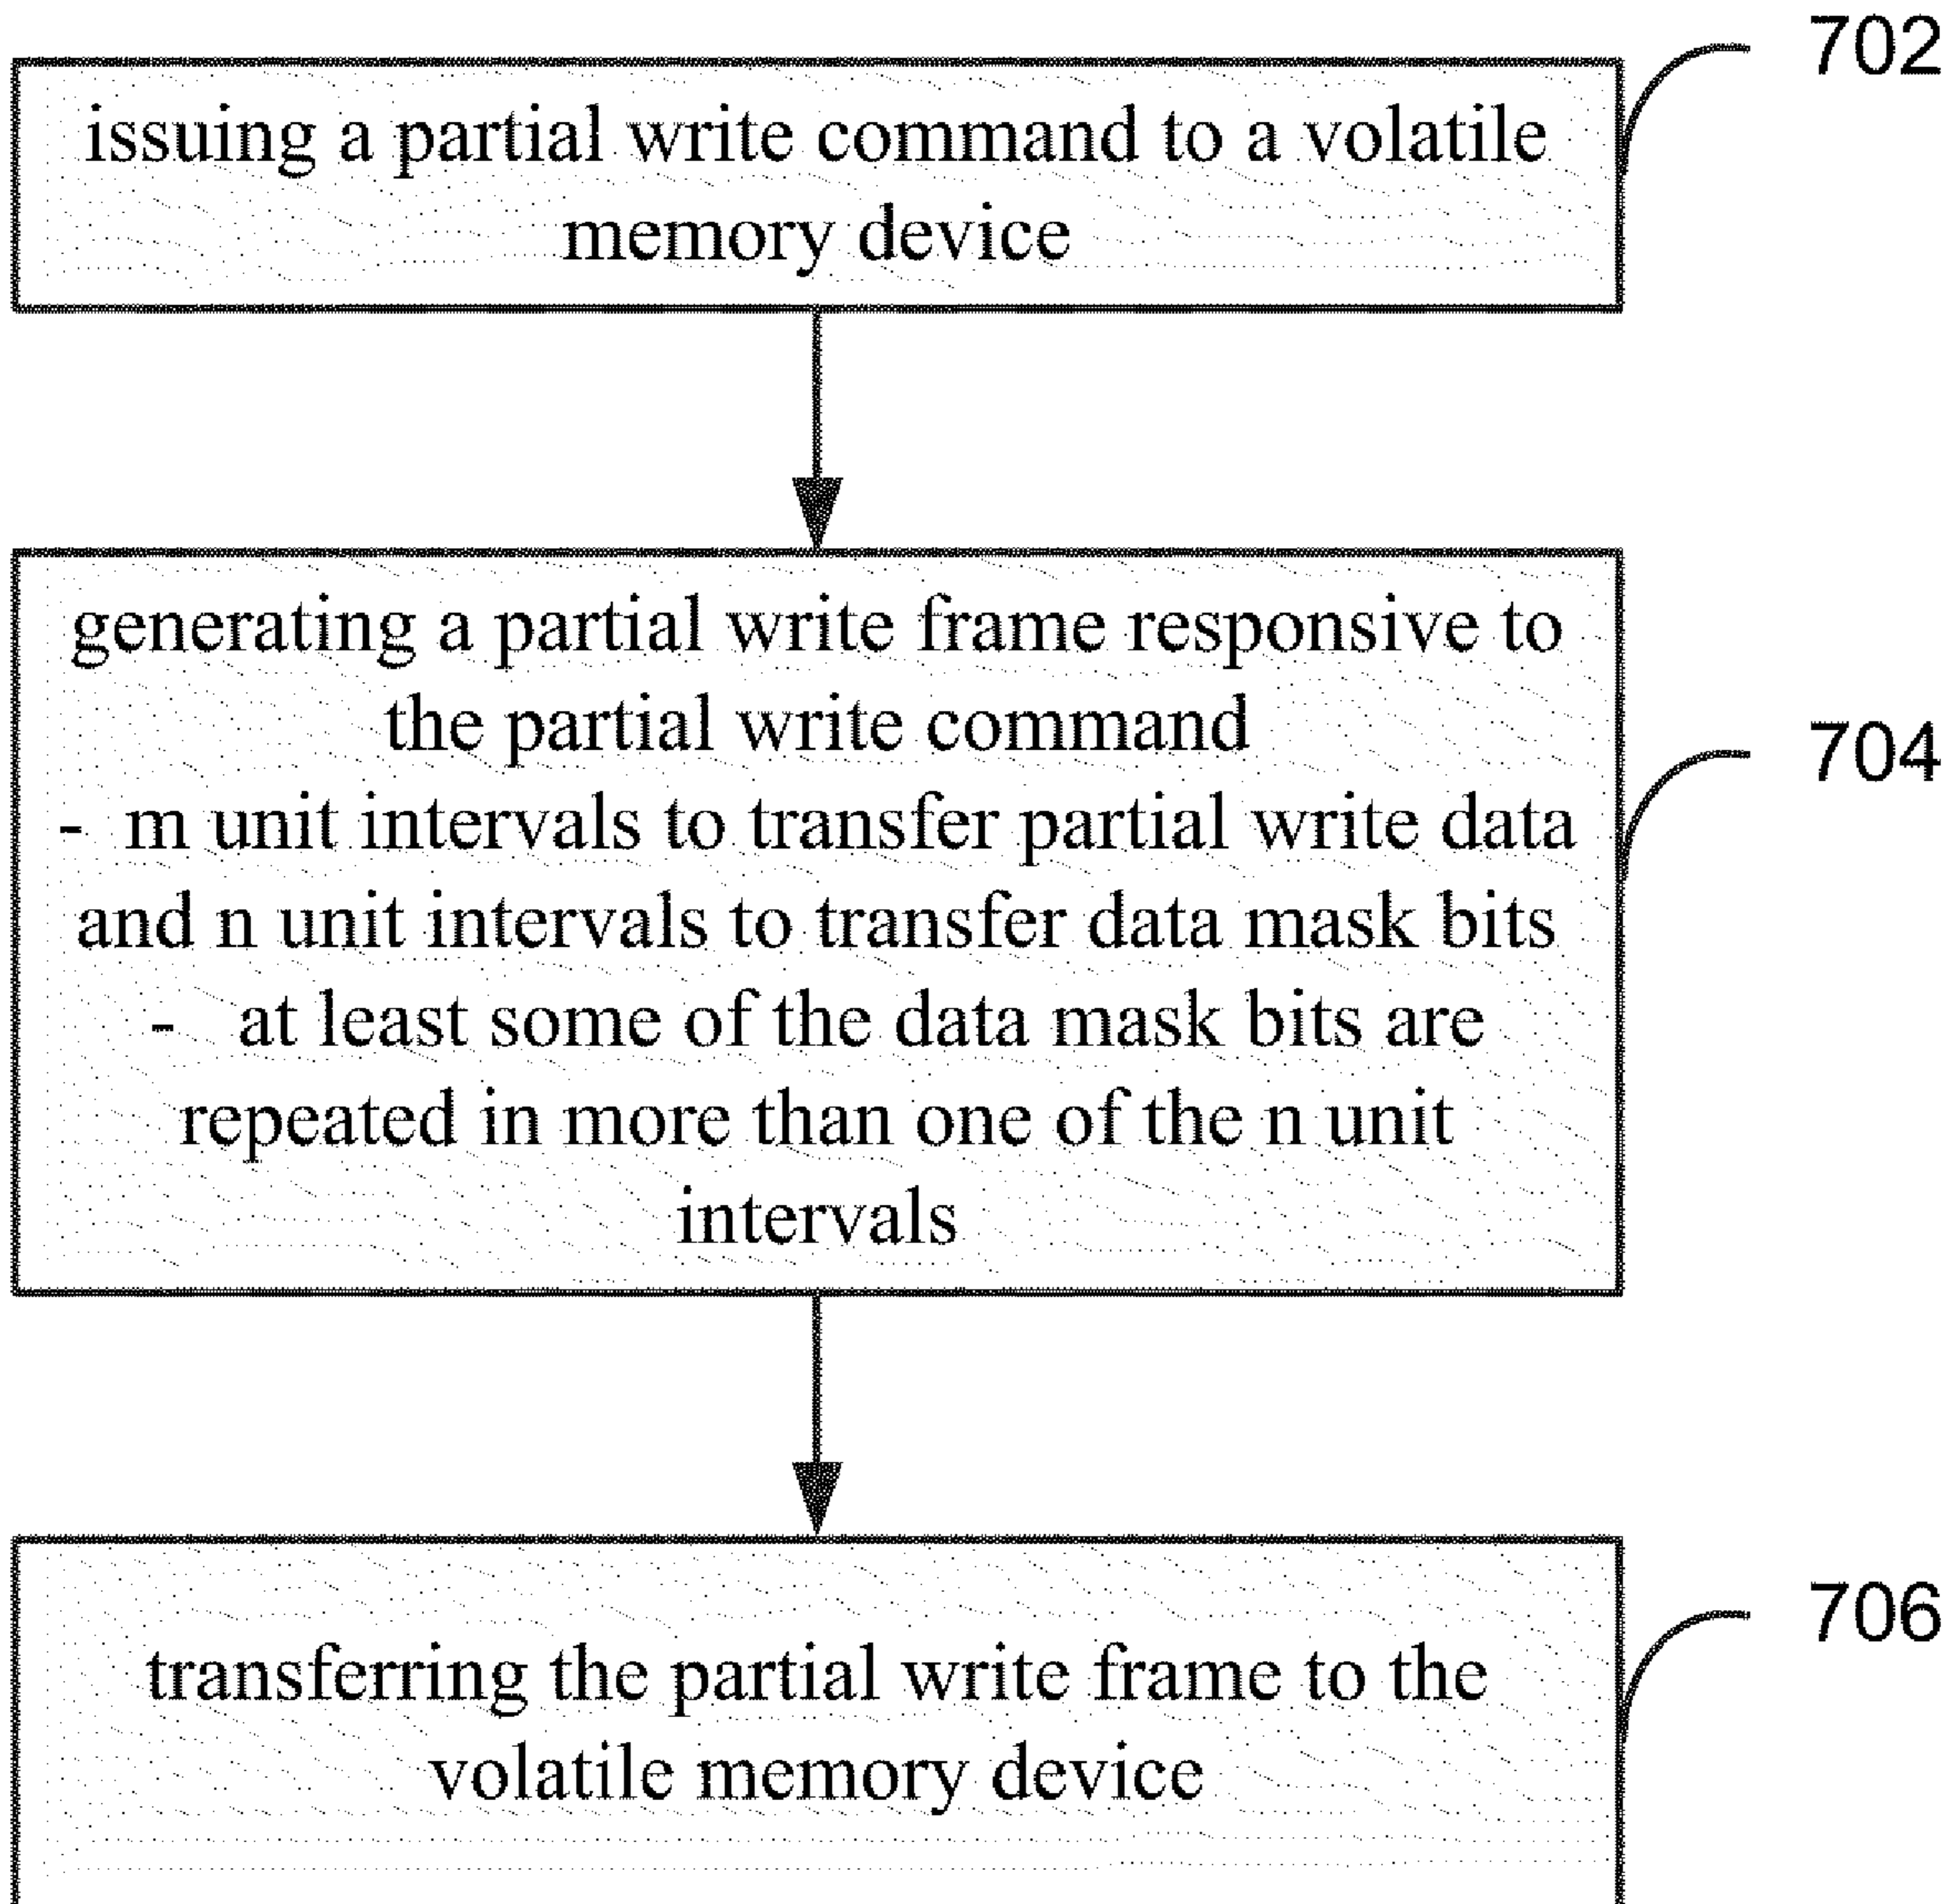 702
issuing a partial write command to a volatile
memory device
generating a partial write frame responsive to
the partial write command
- m unit intervals to transfer partial write data
and n unit intervals to transfer data mask bits
- at least some of the data mask bits are
repeated in more than one of the n unit
intervals
704
706
transferring the partial write frame to the
volatile memory device